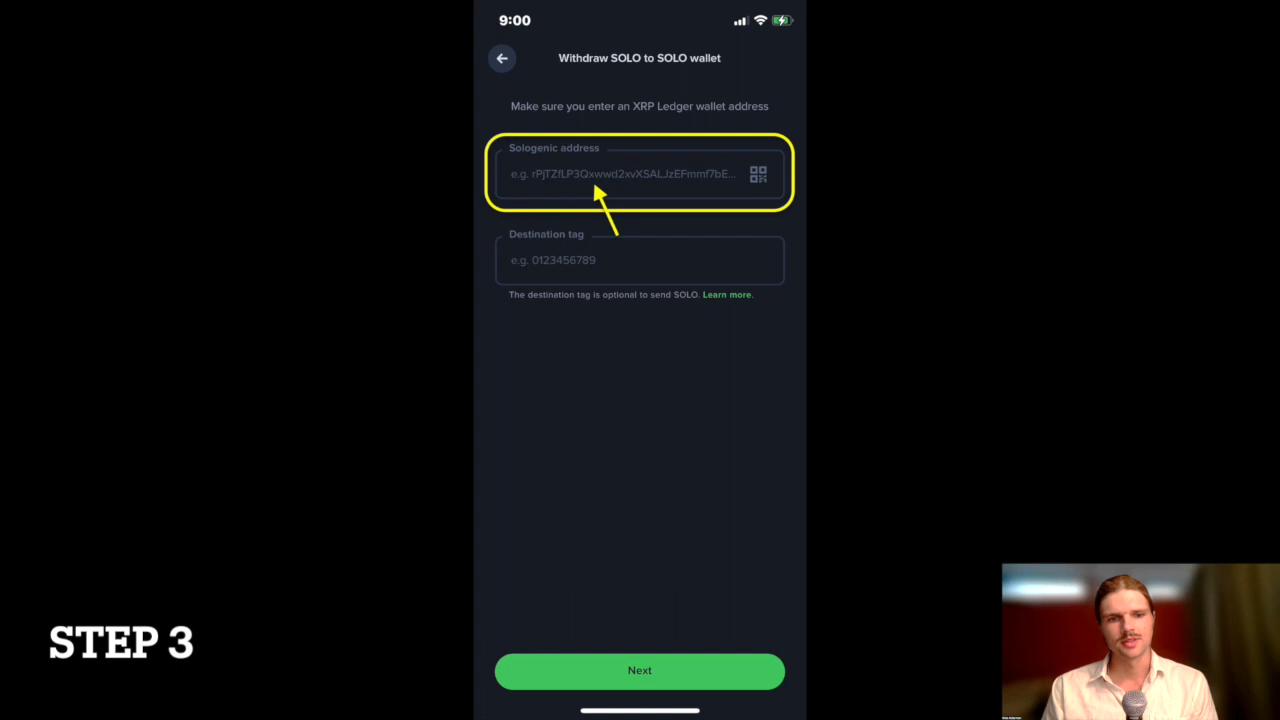 9:00
Withdraw SOLO to SOLO wallet
Make sure you enter an XRP Ledger wallet address
Sologenic address
e.g. rPjTZfLP3Qxwwd2xvXSALJzEFmmf7bE...
Destination tag
e.g. 0123456789
The destination tag is optional to send SOLO. Learn more.
STEP 3
Next